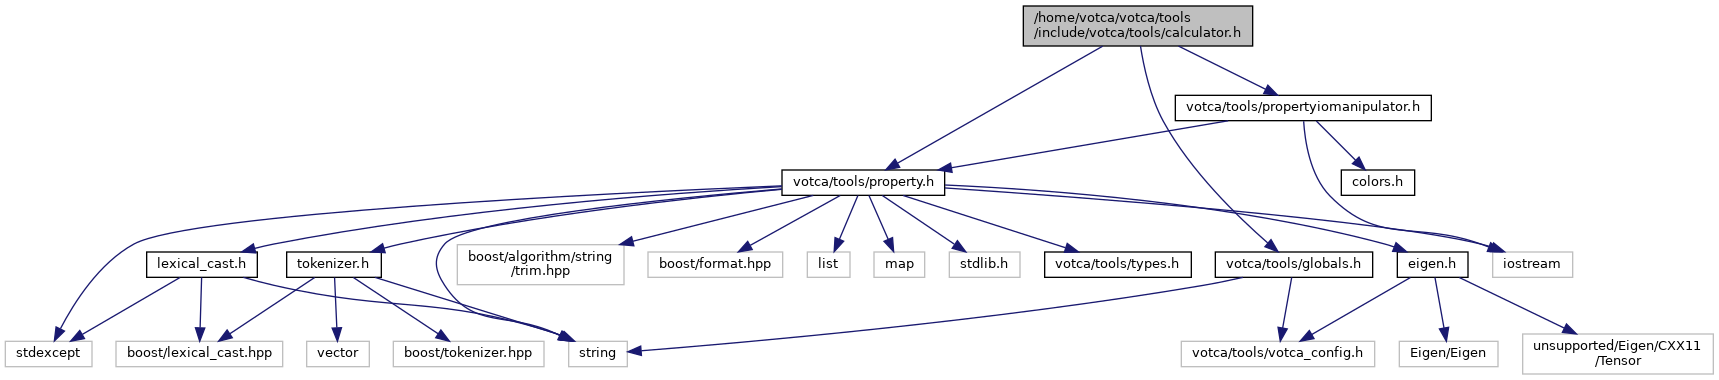 /home/votca/votca/tools
/include/votca/tools/calculator.h
votca/tools/propertyiomanipulator.h
votca/tools/property.h
colors.h
lexical_cast.h
tokenizer.h
boost/algorithm/string
/trim.hpp
boost/format.hpp
list
map
stdlib.h
votca/tools/types.h
votca/tools/globals.h
eigen.h
iostream
stdexcept
boost/lexical_cast.hpp
vector
boost/tokenizer.hpp
string
votca/tools/votca_config.h
Eigen/Eigen
unsupported/Eigen/CXX11
/Tensor